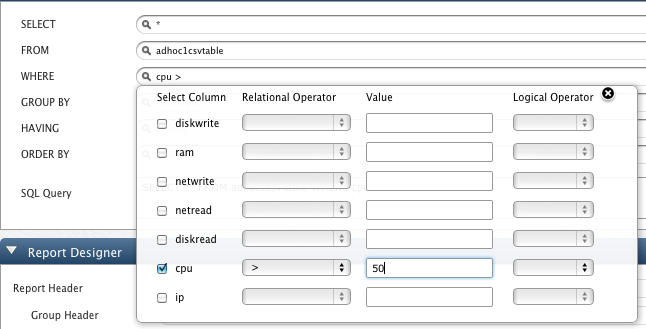 SELECT *
FROM adhoc1csvtable
WHERE cpu >
GROUP BY
HAVING
ORDER BY
SQL Query
Select Column Relational Operator Value Logical Operator
diskwrite
ram
netwrite
netread
diskread
cpu > 50
ip
Report Designer
Report Header
Group Header